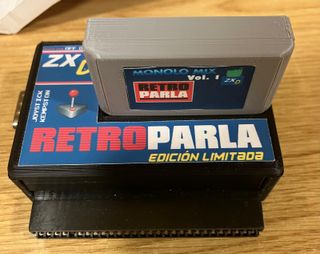 MONOLO MIX
Vol. 1
RETRO
PARLA
ZX
ZX
JOYSTICK
KEMPSTON
RETROPARLA
EDICIÓN LIMITADA